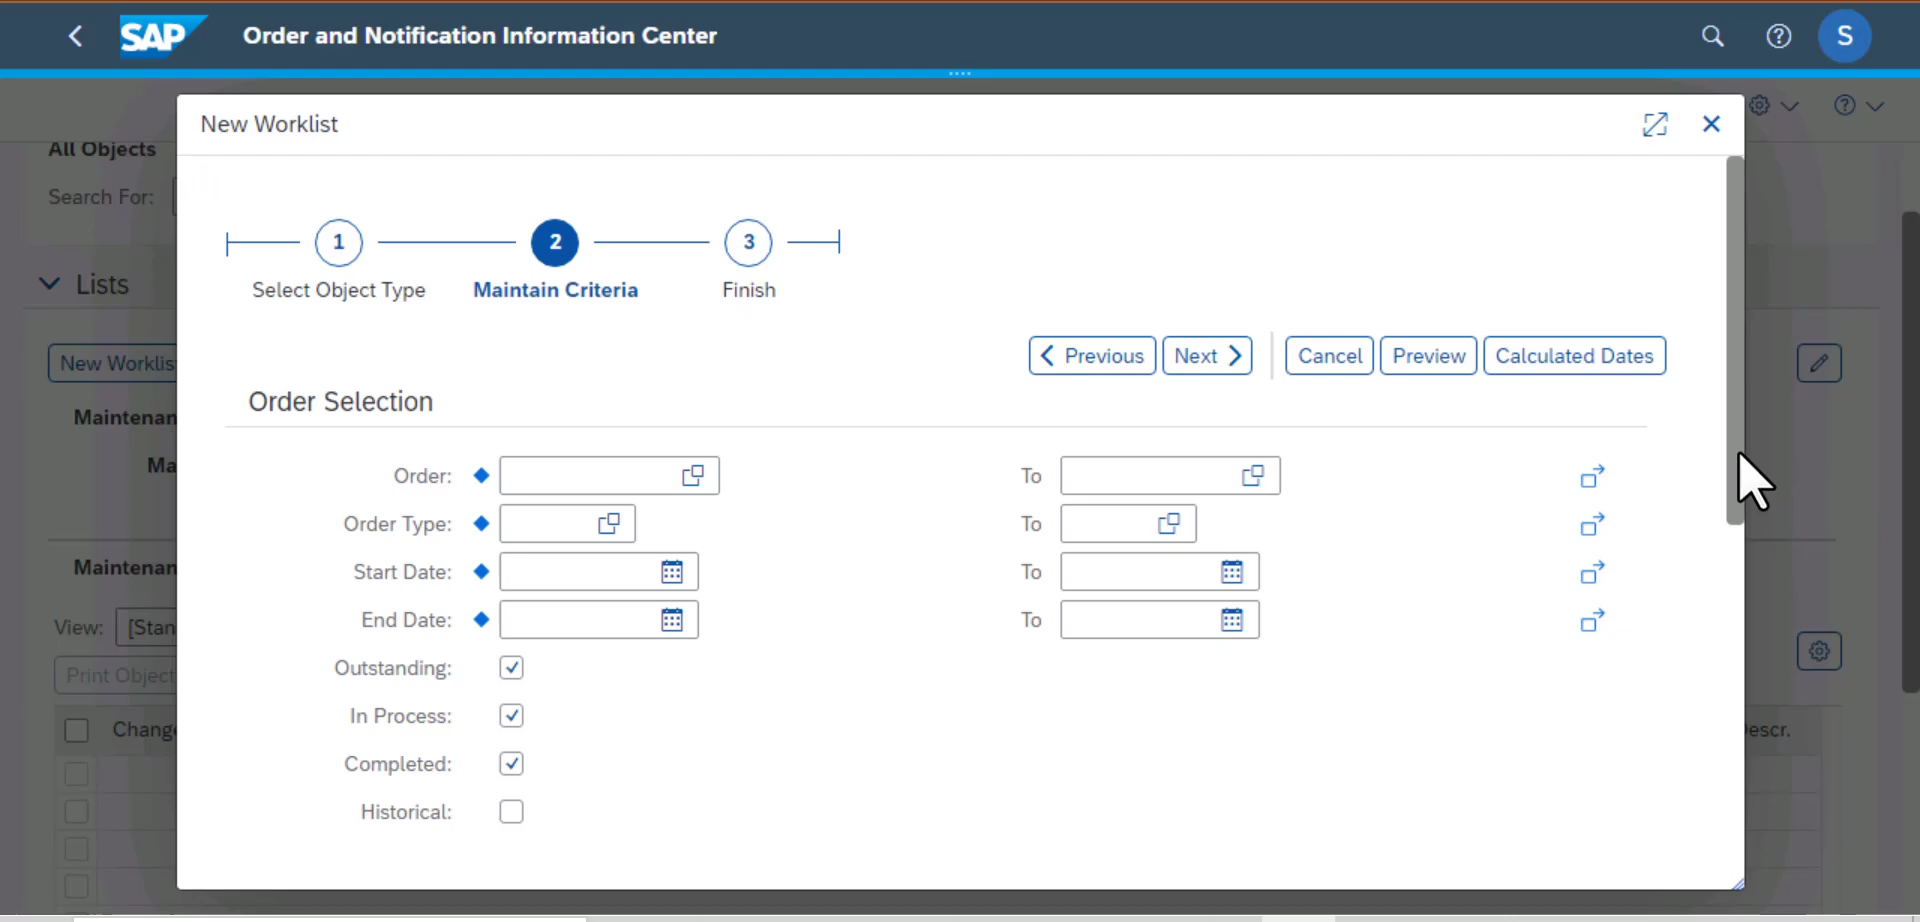 SAP Order and Notification Information Center S
New Worklist
All Objects
Search For:
1 2 3
Select Object Type Maintain Criteria Finish
Lists
Previous Next Cancel Preview Calculated Dates
New Worklis
Order Selection
Maintenan
Ma
Order: To
Order Type: To
Start Date: To
Maintenan
End Date: To
View: [Stan
Outstanding:
Print Object
In Process:
Change Descr.
Completed:
Historical: